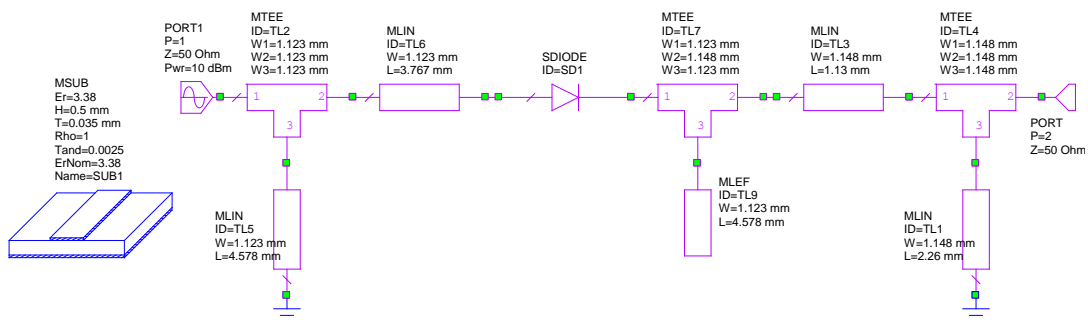 PORT1
P=1
Z=50 Ohm
Pwr=10 dBm
MTEE
ID=TL2
W1=1.123 mm
W2=1.123 mm
W3=1.123 mm
MLIN
ID=TL6
W=1.123 mm
L=3.767 mm
SDIODE
ID=SD1
MTEE
ID=TL7
W1=1.123 mm
W2=1.148 mm
W3=1.123 mm
MLIN
ID=TL3
W=1.148 mm
L=1.13 mm
MTEE
ID=TL4
W1=1.148 mm
W2=1.148 mm
W3=1.148 mm
MSUB
Er=3.38
H=0.5 mm
T=0.035 mm
Rho=1
Tand=0.0025
ErNom=3.38
Name=SUB1
1
2
3
1
2
3
1
2
3
PORT
P=2
Z=50 Ohm
MLIN
ID=TL5
W=1.123 mm
L=4.578 mm
MLEF
ID=TL9
W=1.123 mm
L=4.578 mm
MLIN
ID=TL1
W=1.148 mm
L=2.26 mm